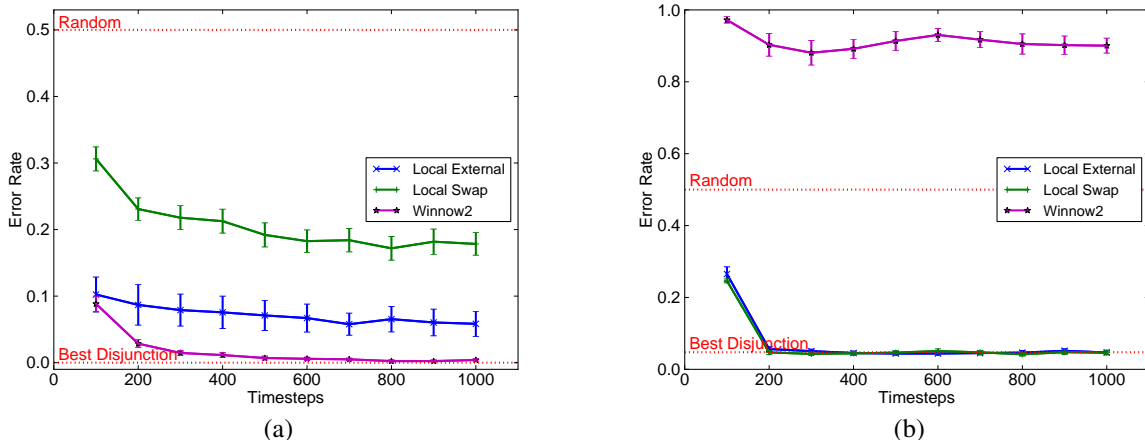 0.5
0.4
0.3
0.2
0.1
0.0
Error Rate
Random
Best Disjunction
Local External
Local Swap
Winnow2
0 200 400 600 800 1000
Timesteps
(a)
1.0
0.8
0.6
0.4
0.2
0.0
Error Rate
Random
Best Disjunction
Local External
Local Swap
Winnow2
0 200 400 600 800 1000
Timesteps
(b)